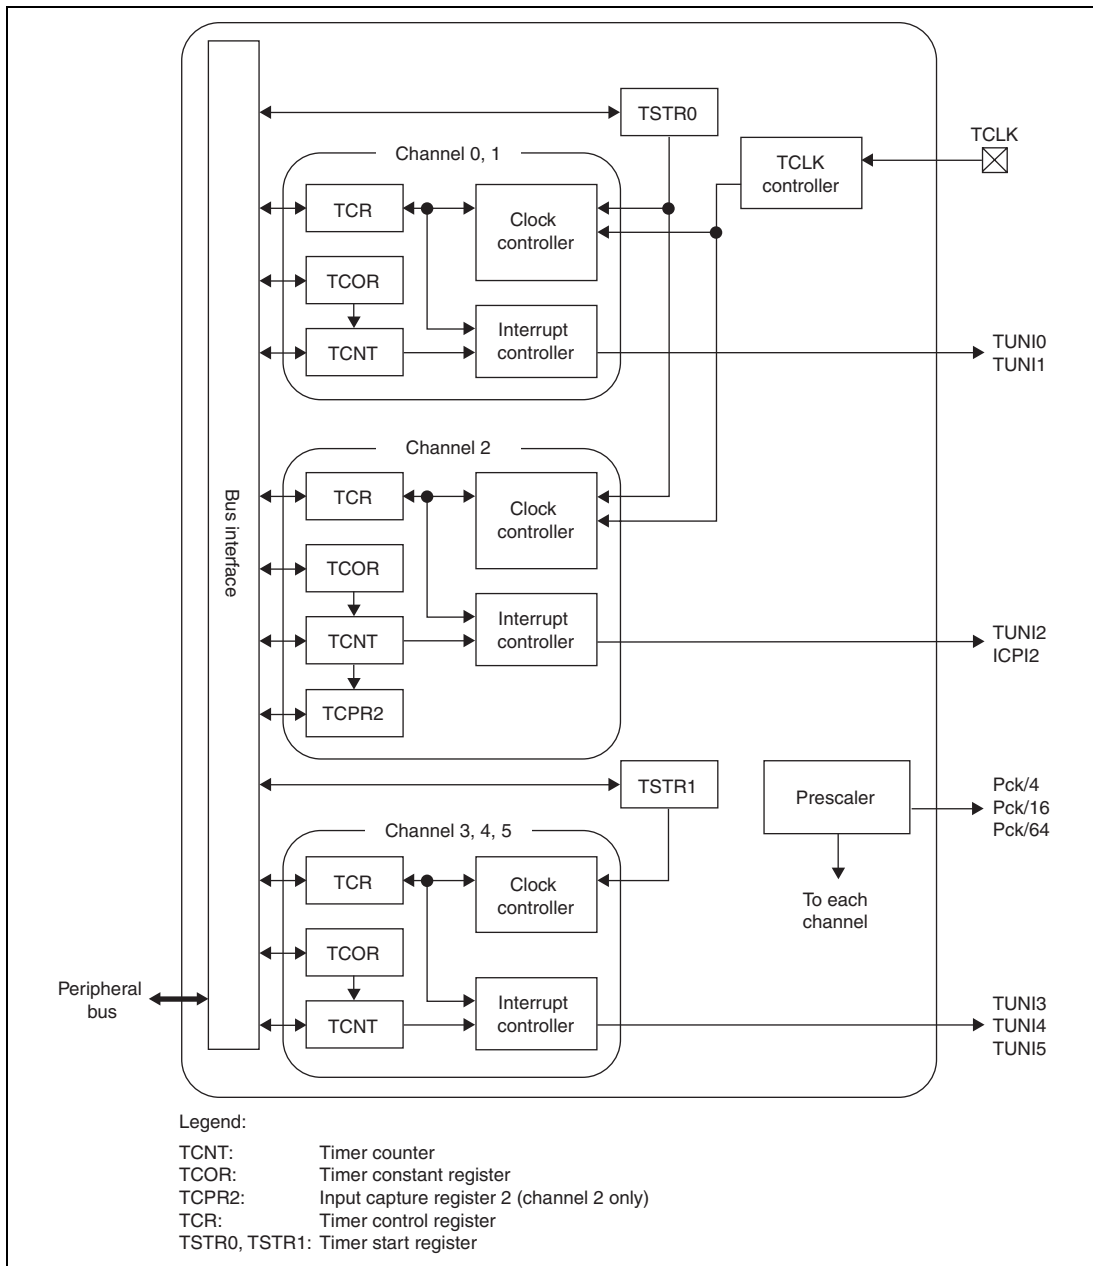 TSTR0
TCLK
TCLK
controller
Channel 0, 1
TCR
Clock
controller
TCOR
TCNT
Interrupt
controller
TUNI0
TUNI1
Bus interface
Channel 2
TCR
Clock
controller
TCOR
TCNT
Interrupt
controller
TUNI2
ICPI2
TCPR2
TSTR1
Prescaler
Pck/4
Pck/16
Pck/64
To each
channel
Channel 3, 4, 5
TCR
Clock
controller
TCOR
TCNT
Interrupt
controller
TUNI3
TUNI4
TUNI5
Peripheral
bus
Legend:
TCNT: Timer counter
TCOR: Timer constant register
TCPR2: Input capture register 2 (channel 2 only)
TCR: Timer control register
TSTR0, TSTR1: Timer start register